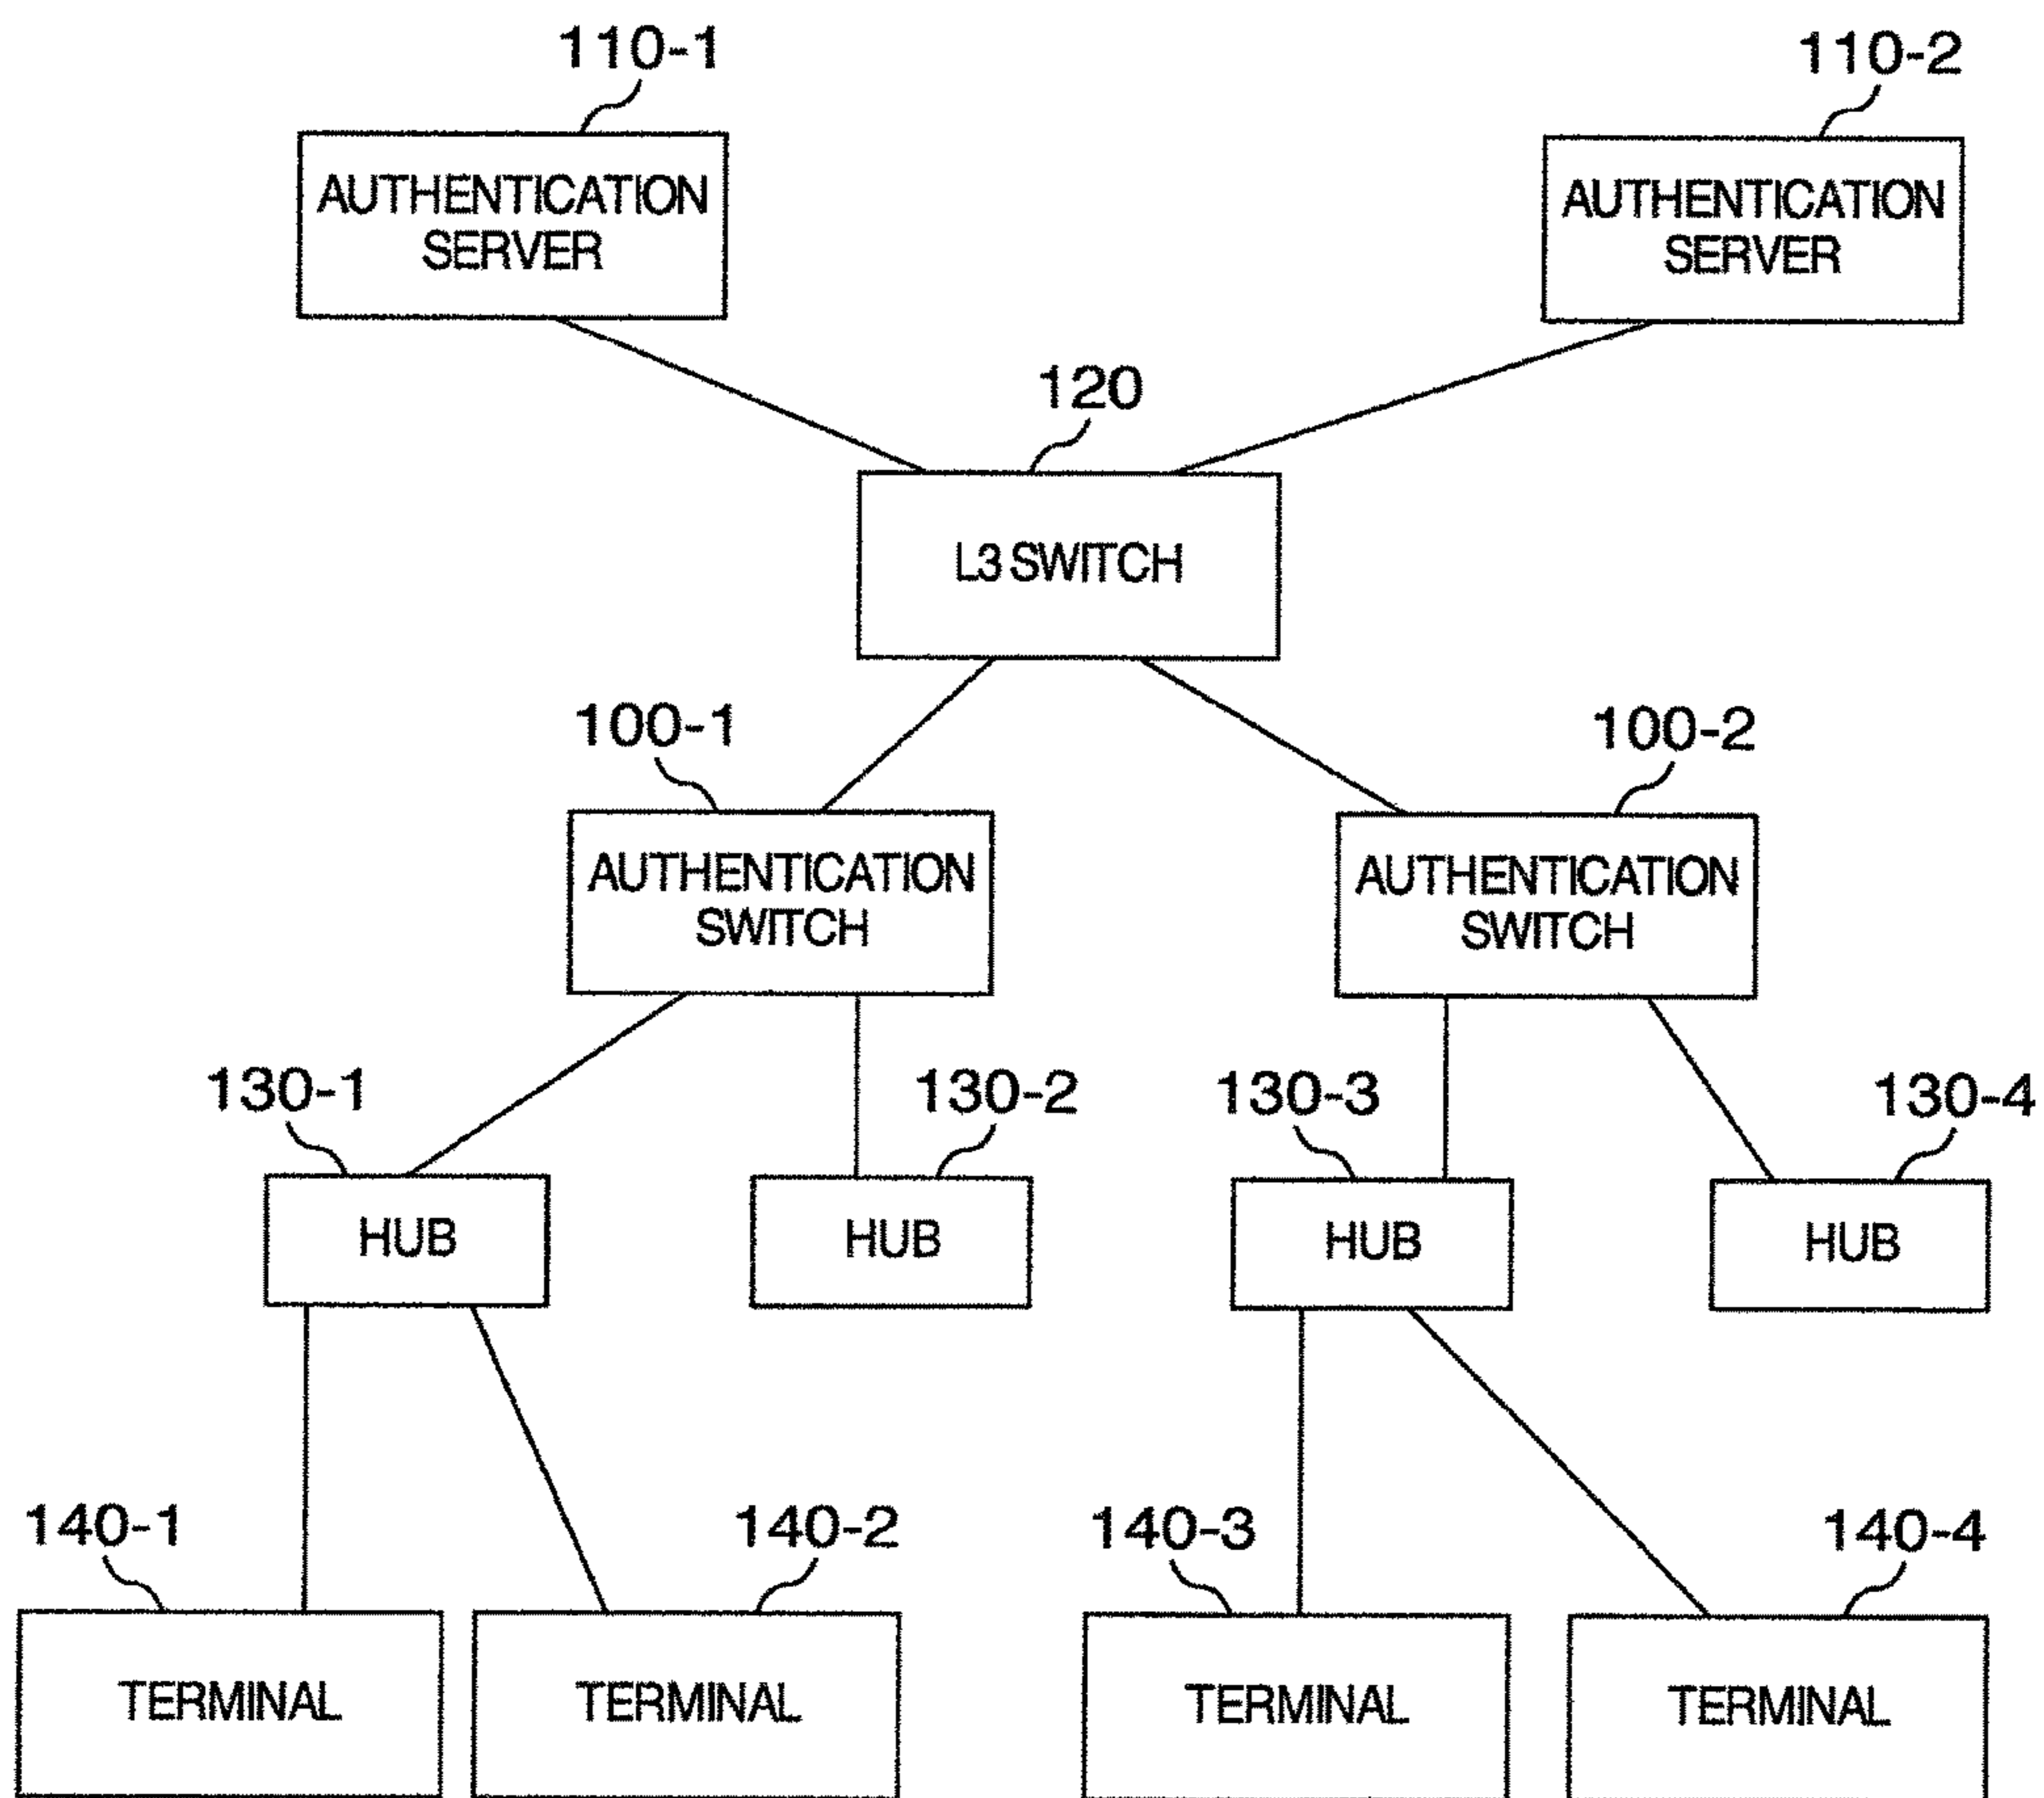 110-1
110-2
AUTHENTICATION
SERVER
AUTHENTICATION
SERVER
120
L3 SWITCH
100-1
100-2
AUTHENTICATION
SWITCH
AUTHENTICATION
SWITCH
130-1
130-2
130-3
130-4
HUB
HUB
HUB
HUB
140-1
140-2
140-3
140-4
TERMINAL
TERMINAL
TERMINAL
TERMINAL